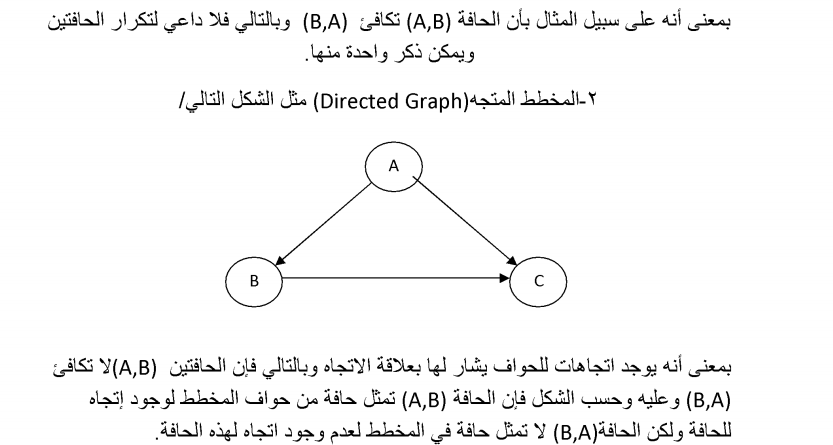 بمعنى أنه على سبيل المثال بأن الحافة (A,B) تكافئ (B,A) وبالتالي فلا داعي لتكرار الحافتين
ويمكن ذكر واحدة منها.
٢-المخطط المتجه(Directed Graph) مثل الشكل التالي/
A
B
C
بمعنى أنه يوجد اتجاهات للحواف يشار لها بعلاقة الاتجاه وبالتالي فإن الحافتين (A,B)لا تكافئ
(B,A) وعليه وحسب الشكل فإن الحافة (A,B) تمثل حافة من حواف المخطط لوجود إتجاه
للحافة ولكن الحافة(B,A) لا تمثل حافة في المخطط لعدم وجود اتجاه لهذه الحافة.